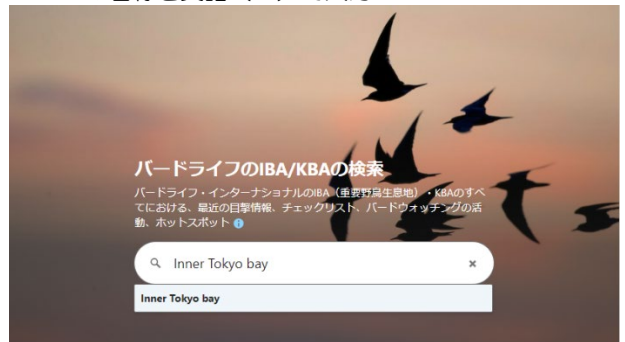 バードライフのIBA/KBAの検索
バードライフ・インターナショナルのIBA（重要野鳥生息地）・KBAのすべ
てにおける、最近の目撃情報、チェックリスト、バードウォッチングの活
動、ホットスポット
Inner Tokyo bay
Inner Tokyo bay